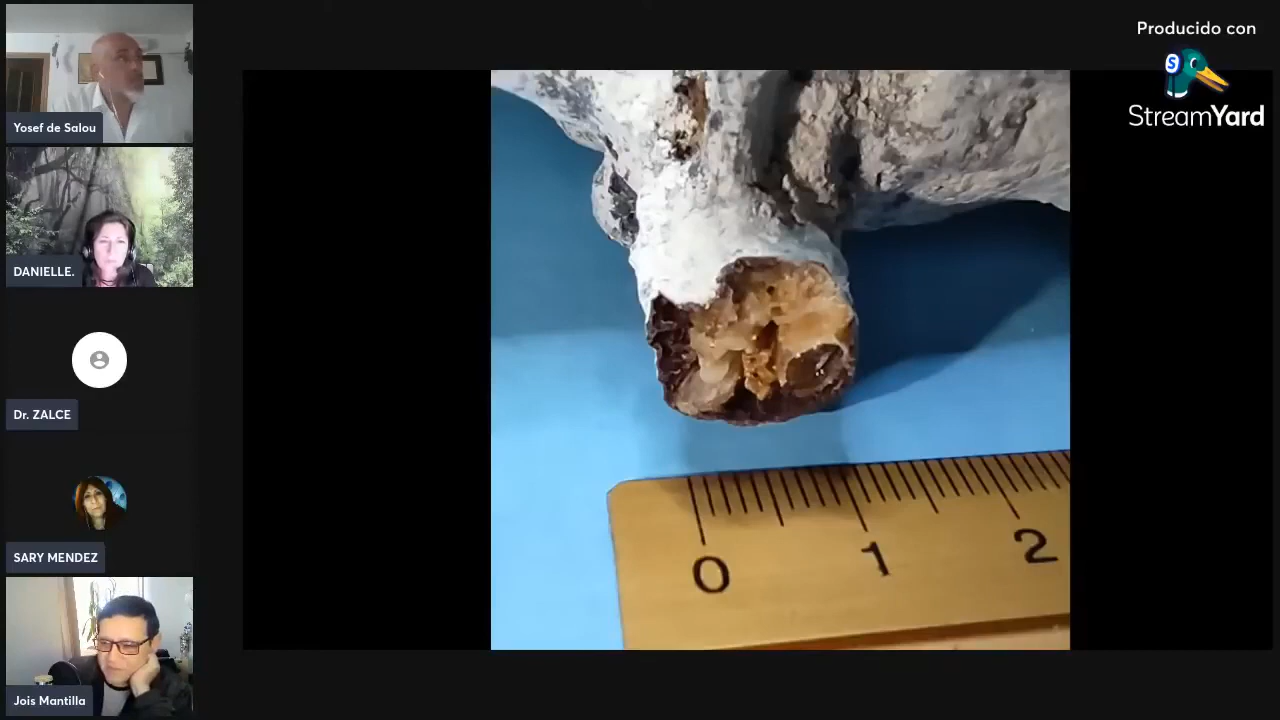 Producido con
StreamYard
Yosef de Salou
DANIELLE.
Dr. ZALCE
SARY MENDEZ
Jois Mantilla
0 1 2